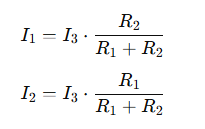 I₁ = I₃ · R₂ / (R₁ + R₂)
I₂ = I₃ · R₁ / (R₁ + R₂)